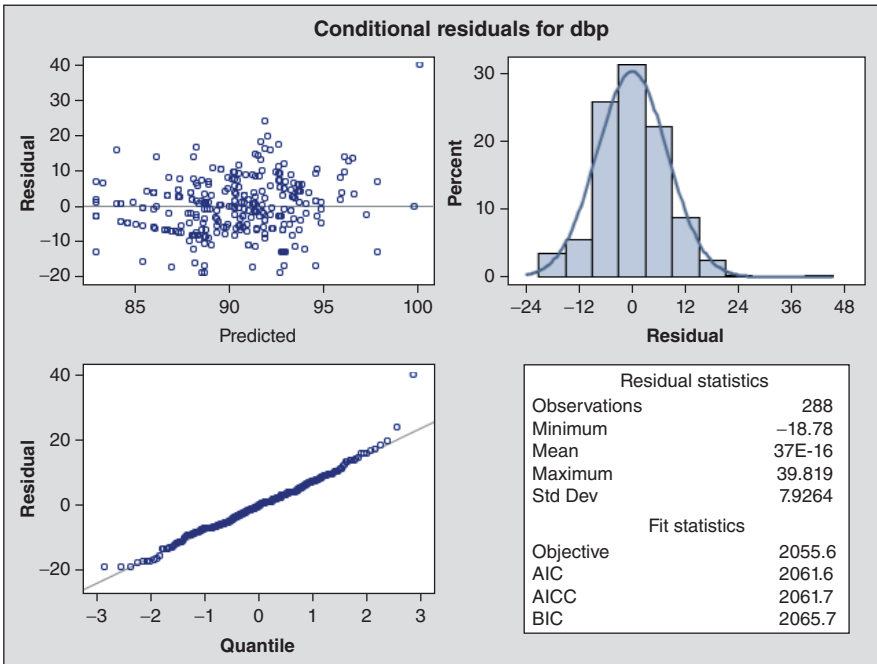 Conditional residuals for dbp
40
30
20
10
0
−10
−20
Residual
85 90 95 100
Predicted
30
20
10
0
Percent
−24 −12 0 12 24 36 48
Residual
40
20
0
−20
Residual
−3 −2 −1 0 1 2 3
Quantile
Residual statistics
Observations 288
Minimum −18.78
Mean 37E-16
Maximum 39.819
Std Dev 7.9264
Fit statistics
Objective 2055.6
AIC 2061.6
AICC 2061.7
BIC 2065.7